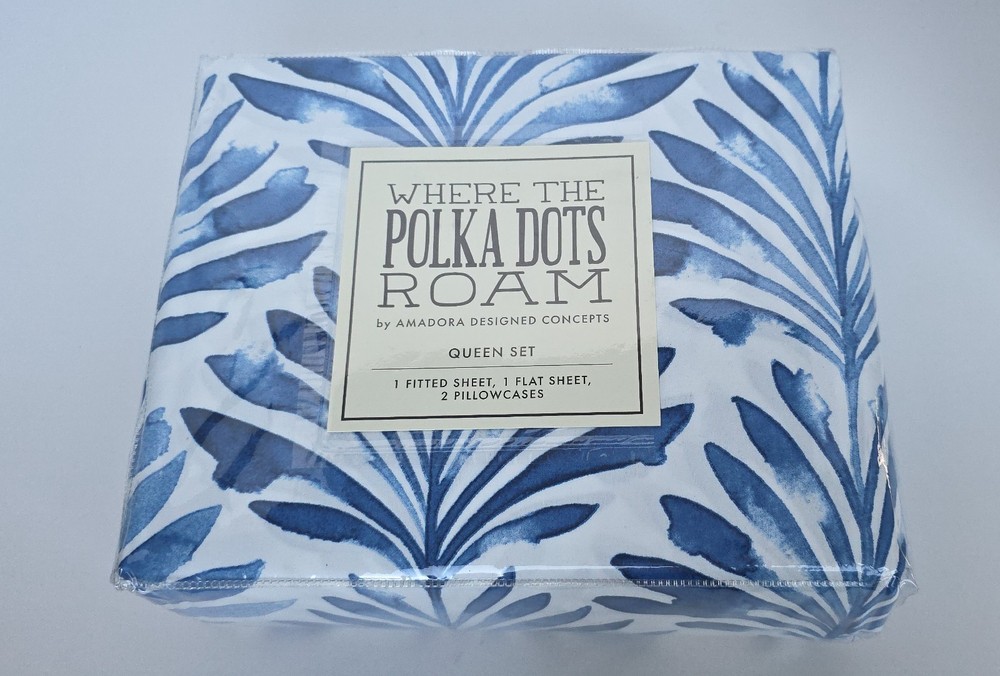 WHERE THE
POLKA DOTS
ROAM
by AMADORA DESIGNED CONCEPTS
QUEEN SET
1 FITTED SHEET, 1 FLAT SHEET,
2 PILLOWCASES